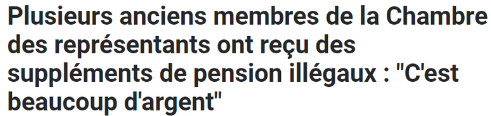 Plusieurs anciens membres de la Chambre
des représentants ont reçu des
suppléments de pension illégaux : "C'est
beaucoup d'argent"